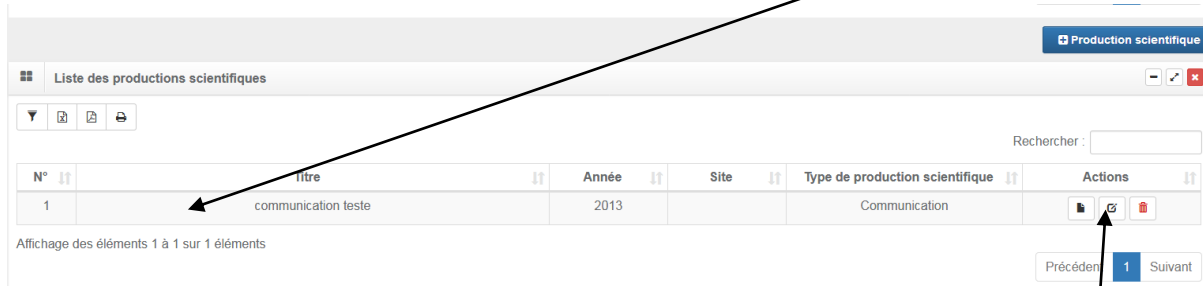 Production scientifique
Liste des productions scientifiques
Rechercher :
N° Titre Année Site Type de production scientifique Actions
1 communication teste 2013 Communication
Affichage des éléments 1 à 1 sur 1 éléments
Précédent 1 Suivant